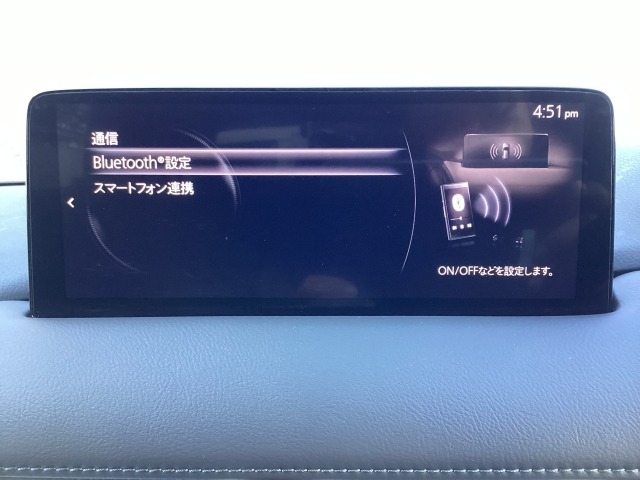 4:51 pm
通信
Bluetooth®設定
スマートフォン連携
ON/OFFなどを設定します。